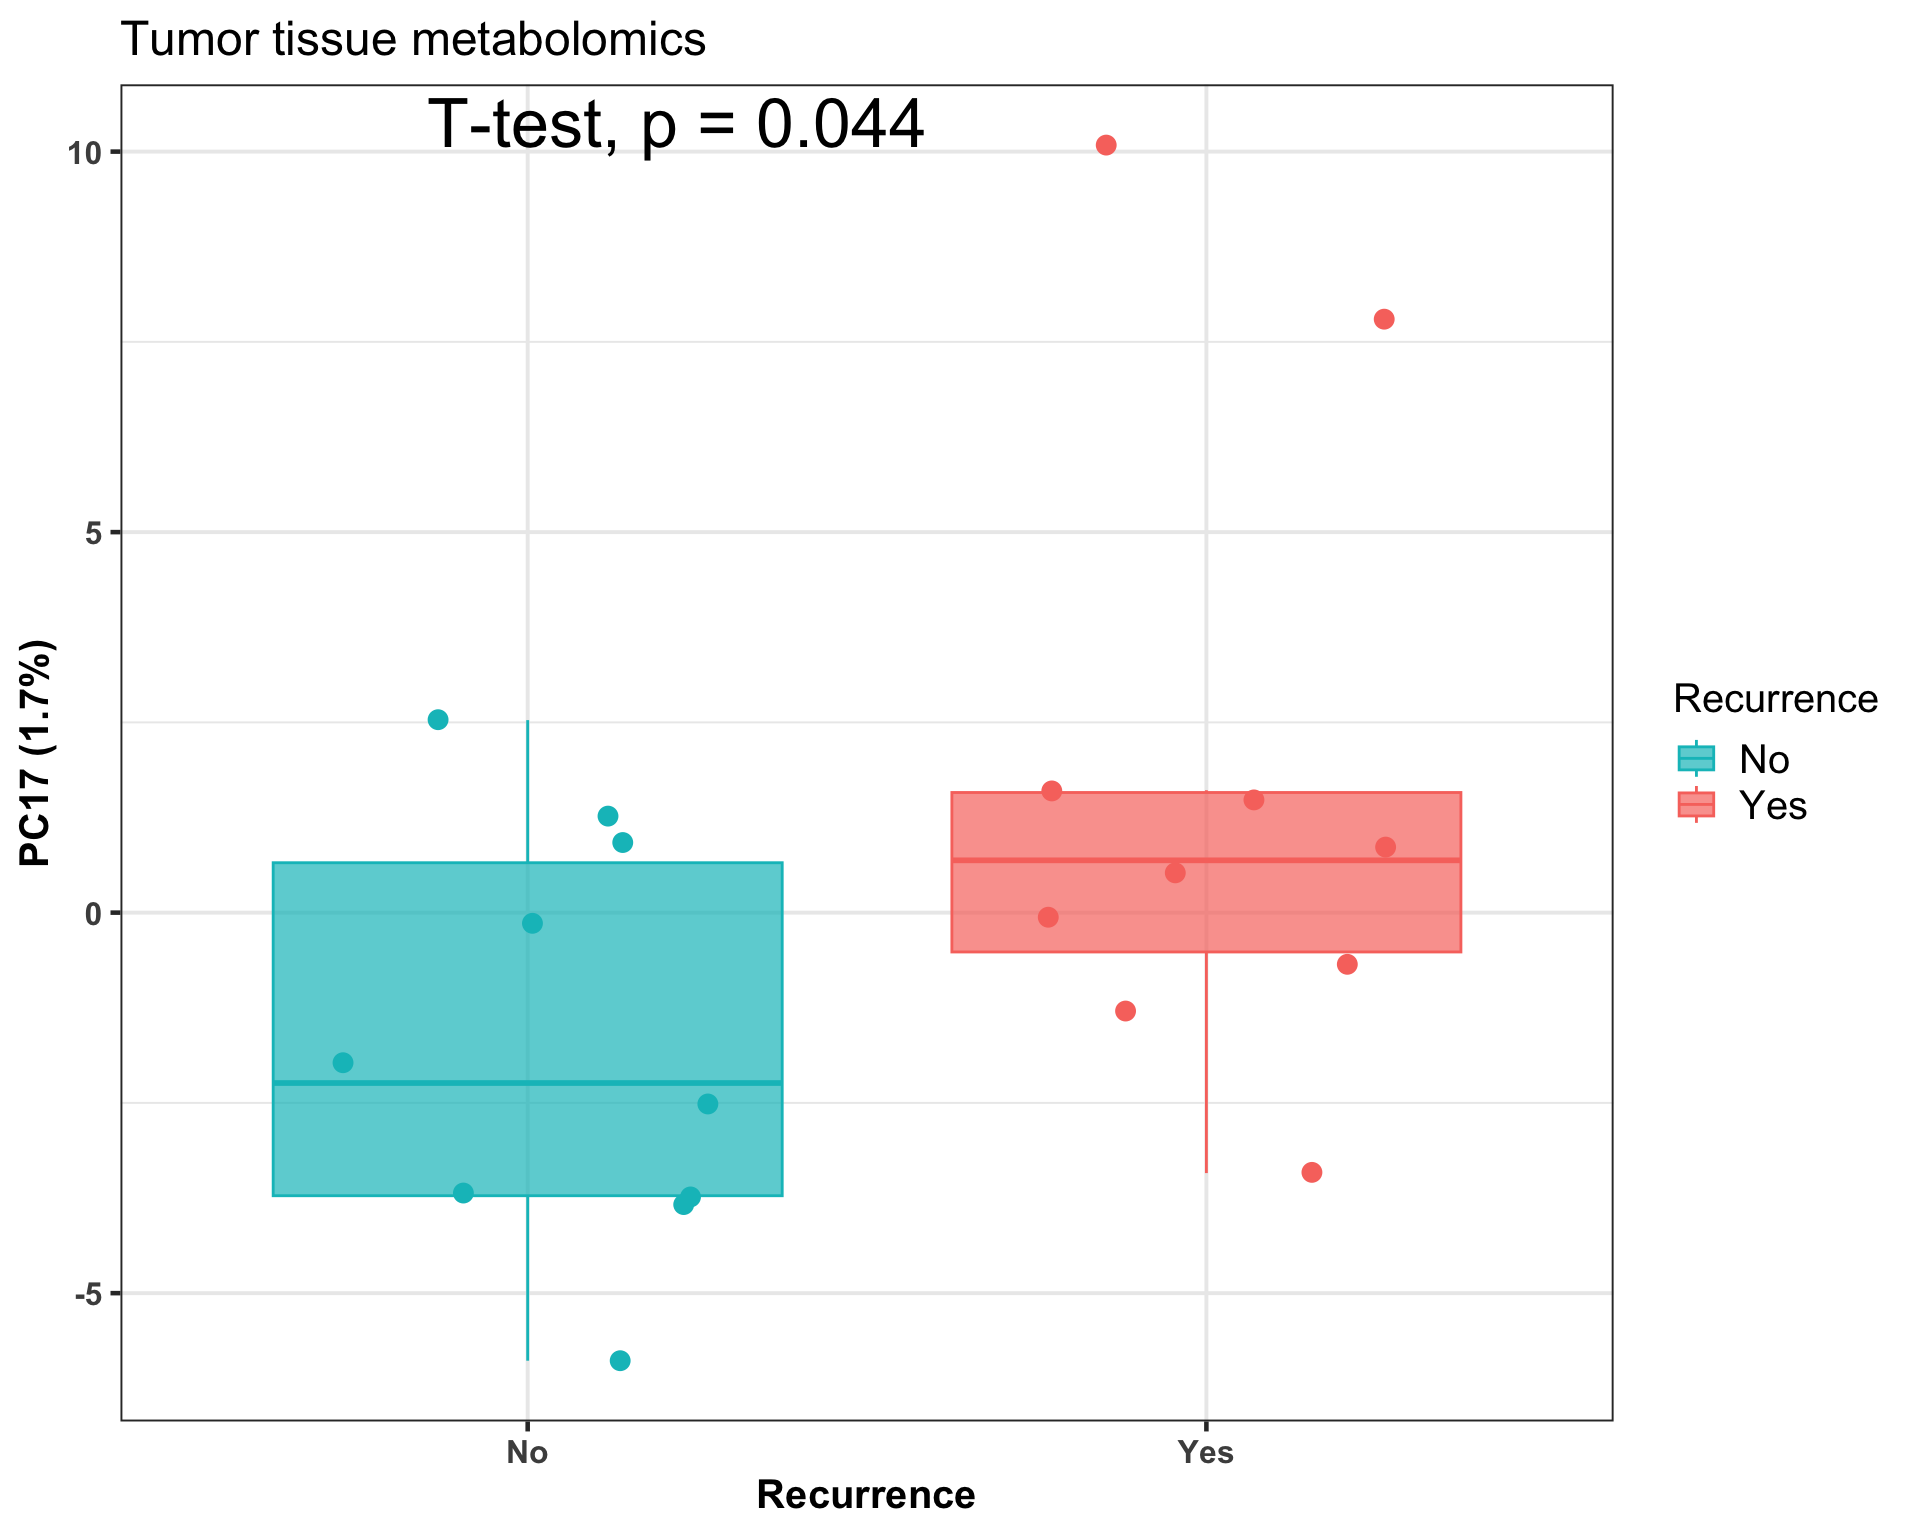 Tumor tissue metabolomics
T-test, p = 0.044
10
5
0
-5
PC17 (1.7%)
No
Yes
Recurrence
Recurrence
No
Yes